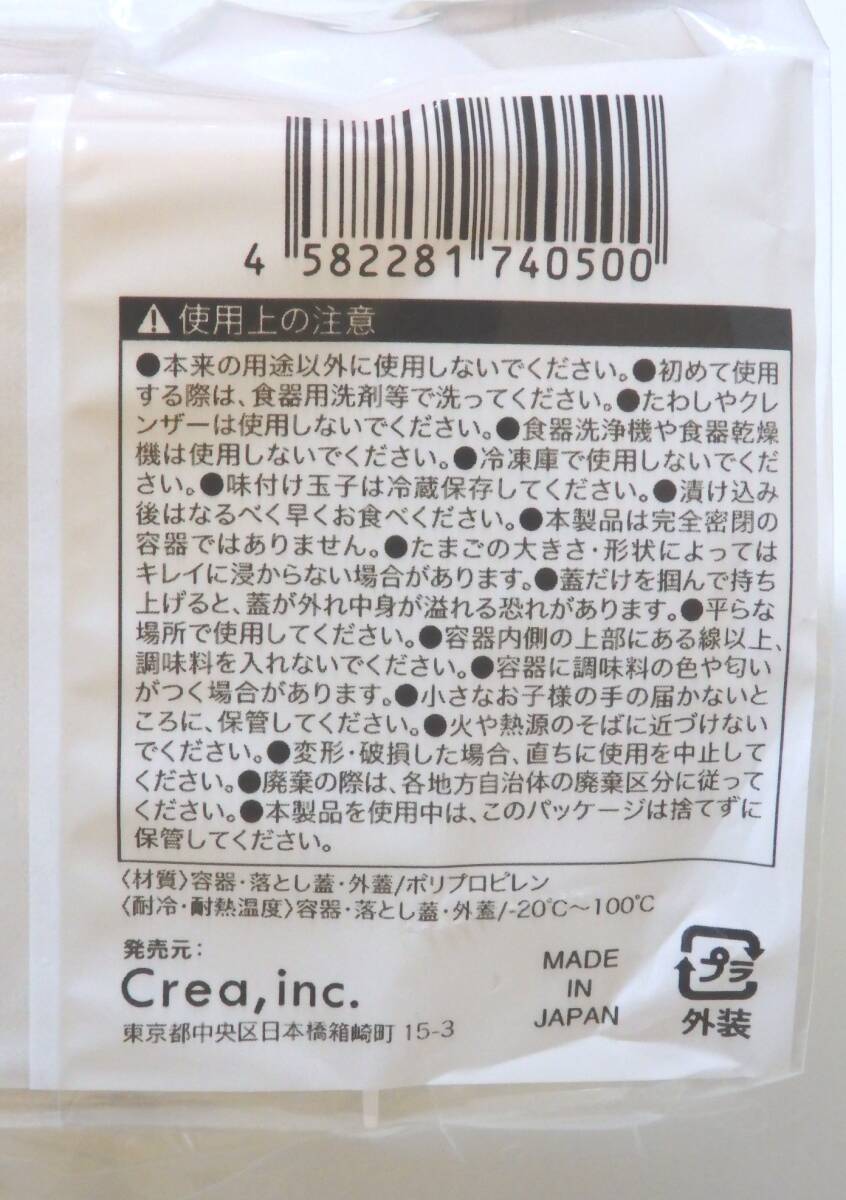 4 582281 740500
⚠使用上の注意
●本来の用途以外に使用しないでください。●初めて使用
する際は、食器用洗剤等で洗ってください。●たわしやクレ
ンザーは使用しないでください。●食器洗浄機や食器乾燥
機は使用しないでください。●冷凍庫で使用しないでくだ
さい。●味付け玉子は冷蔵保存してください。●漬け込み
後はなるべく早くお食べください。●本製品は完全密閉の
容器ではありません。●たまごの大きさ・形状によっては
キレイに浸からない場合があります。●蓋だけを掴んで持ち
上げると、蓋が外れ中身が溢れる恐れがあります。●平らな
場所で使用してください。●容器内側の上部にある線以上、
調味料を入れないでください。●容器に調味料の色や匂い
がつく場合があります。●小さなお子様の手の届かないと
ころに、保管してください。●火や熱源のそばに近づけない
でください。●変形・破損した場合、直ちに使用を中止して
ください。●廃棄の際は、各地方自治体の廃棄区分に従って
ください。●本製品を使用中は、このパッケージは捨てずに
保管してください。
〈材質〉容器・落とし蓋・外蓋/ポリプロピレン
〈耐冷・耐熱温度〉容器・落とし蓋・外蓋/-20℃〜100℃
発売元:
Crea,inc.
東京都中央区日本橋箱崎町 15-3
MADE
IN
JAPAN
プラ
外装